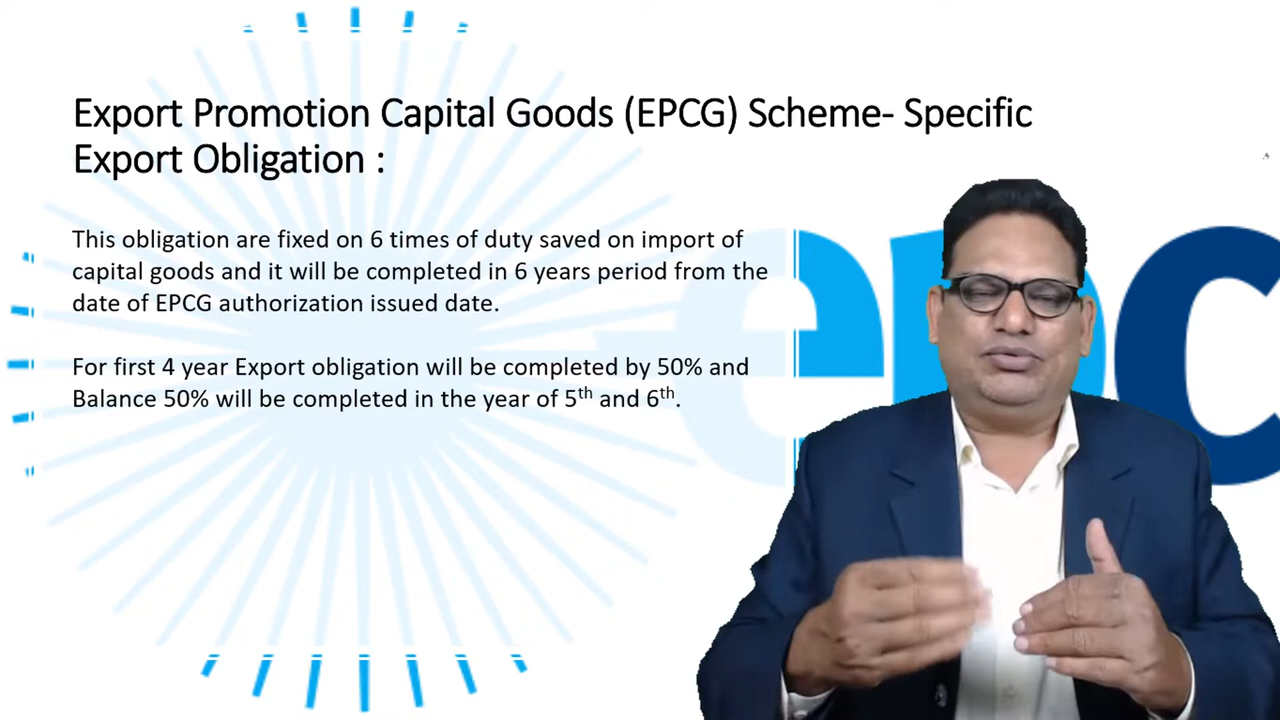 Export Promotion Capital Goods (EPCG) Scheme- Specific
Export Obligation :
This obligation are fixed on 6 times of duty saved on import of
capital goods and it will be completed in 6 years period from the
date of EPCG authorization issued date.
For first 4 year Export obligation will be completed by 50% and
Balance 50% will be completed in the year of 5th and 6th.
epc